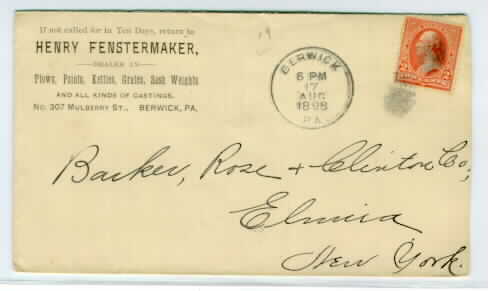 If not called for in Ten Days, return to
HENRY FENSTERMAKER,
DEALER IN
Plows, Points, Kettles, Grates, Sash Weights
AND ALL KINDS OF CASTINGS.
No. 307 MULBERRY ST., BERWICK, PA.
BERWICK
6 PM
17
AUG
1898
PA.
Barker, Rose + Clinton Co,
Elmira
New York.